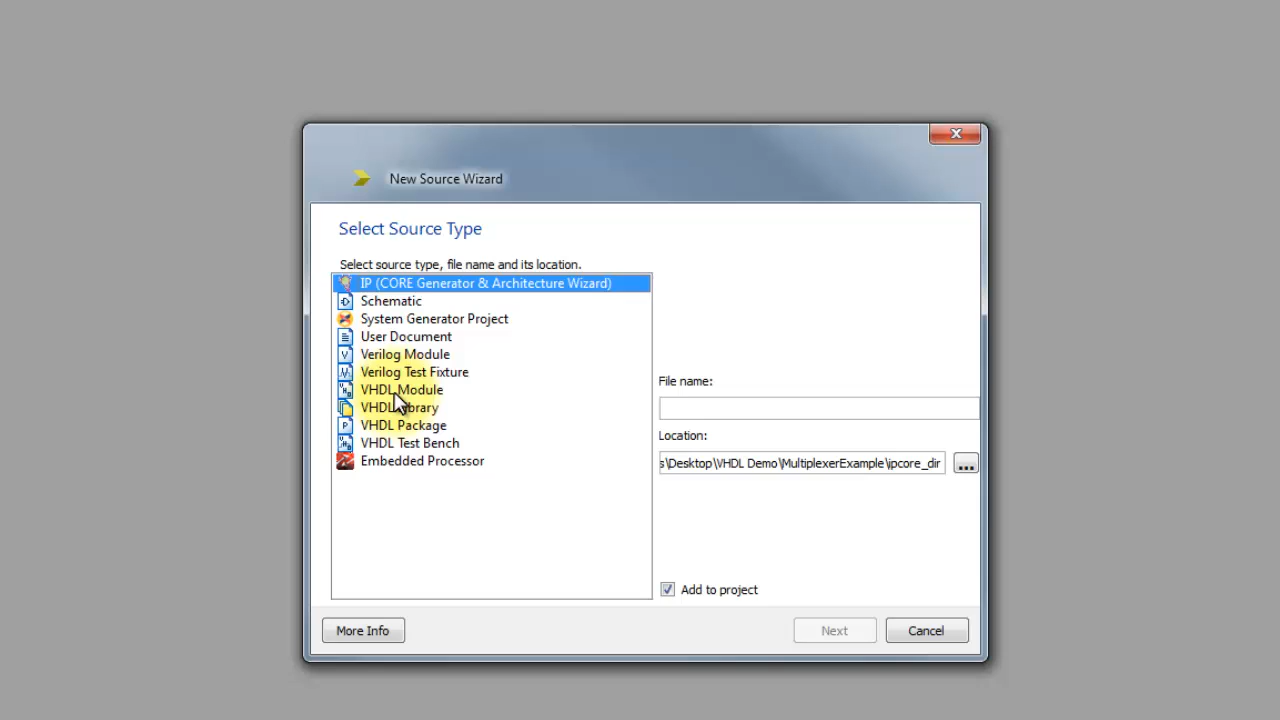 New Source Wizard
Select Source Type
Select source type, file name and its location.
IP (CORE Generator & Architecture Wizard)
Schematic
System Generator Project
User Document
Verilog Module
Verilog Test Fixture
VHDL Module
VHDL Library
VHDL Package
VHDL Test Bench
Embedded Processor
File name:
Location:
s\Desktop\VHDL Demo\MultiplexerExample\ipcore_dir
...
Add to project
More Info
Next
Cancel